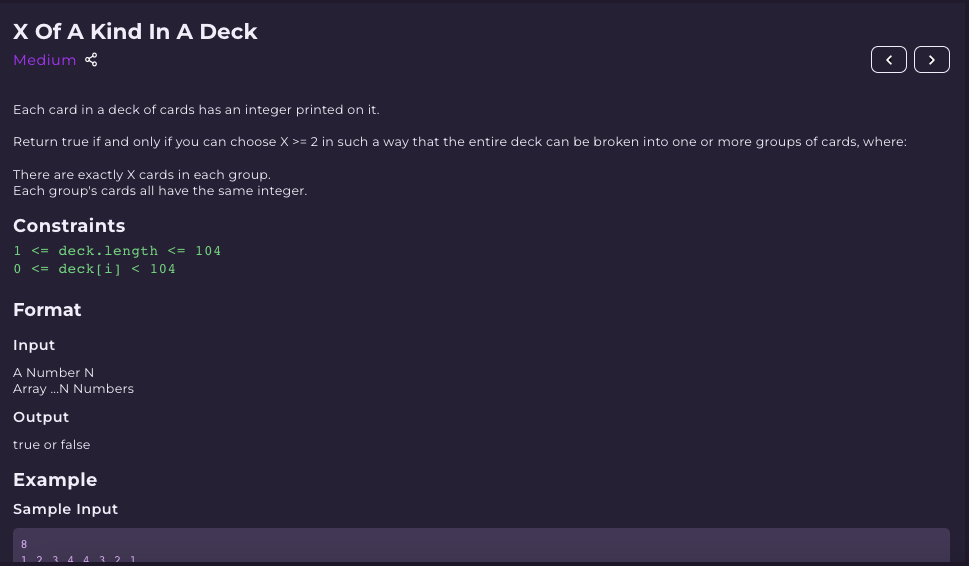 X Of A Kind In A Deck
Medium
Each card in a deck of cards has an integer printed on it.
Return true if and only if you can choose X >= 2 in such a way that the entire deck can be broken into one or more groups of cards, where:
There are exactly X cards in each group.
Each group's cards all have the same integer.
Constraints
1 <= deck.length <= 104
0 <= deck[i] < 104
Format
Input
A Number N
Array ...N Numbers
Output
true or false
Example
Sample Input
8
1 2 3 4 4 3 2 1